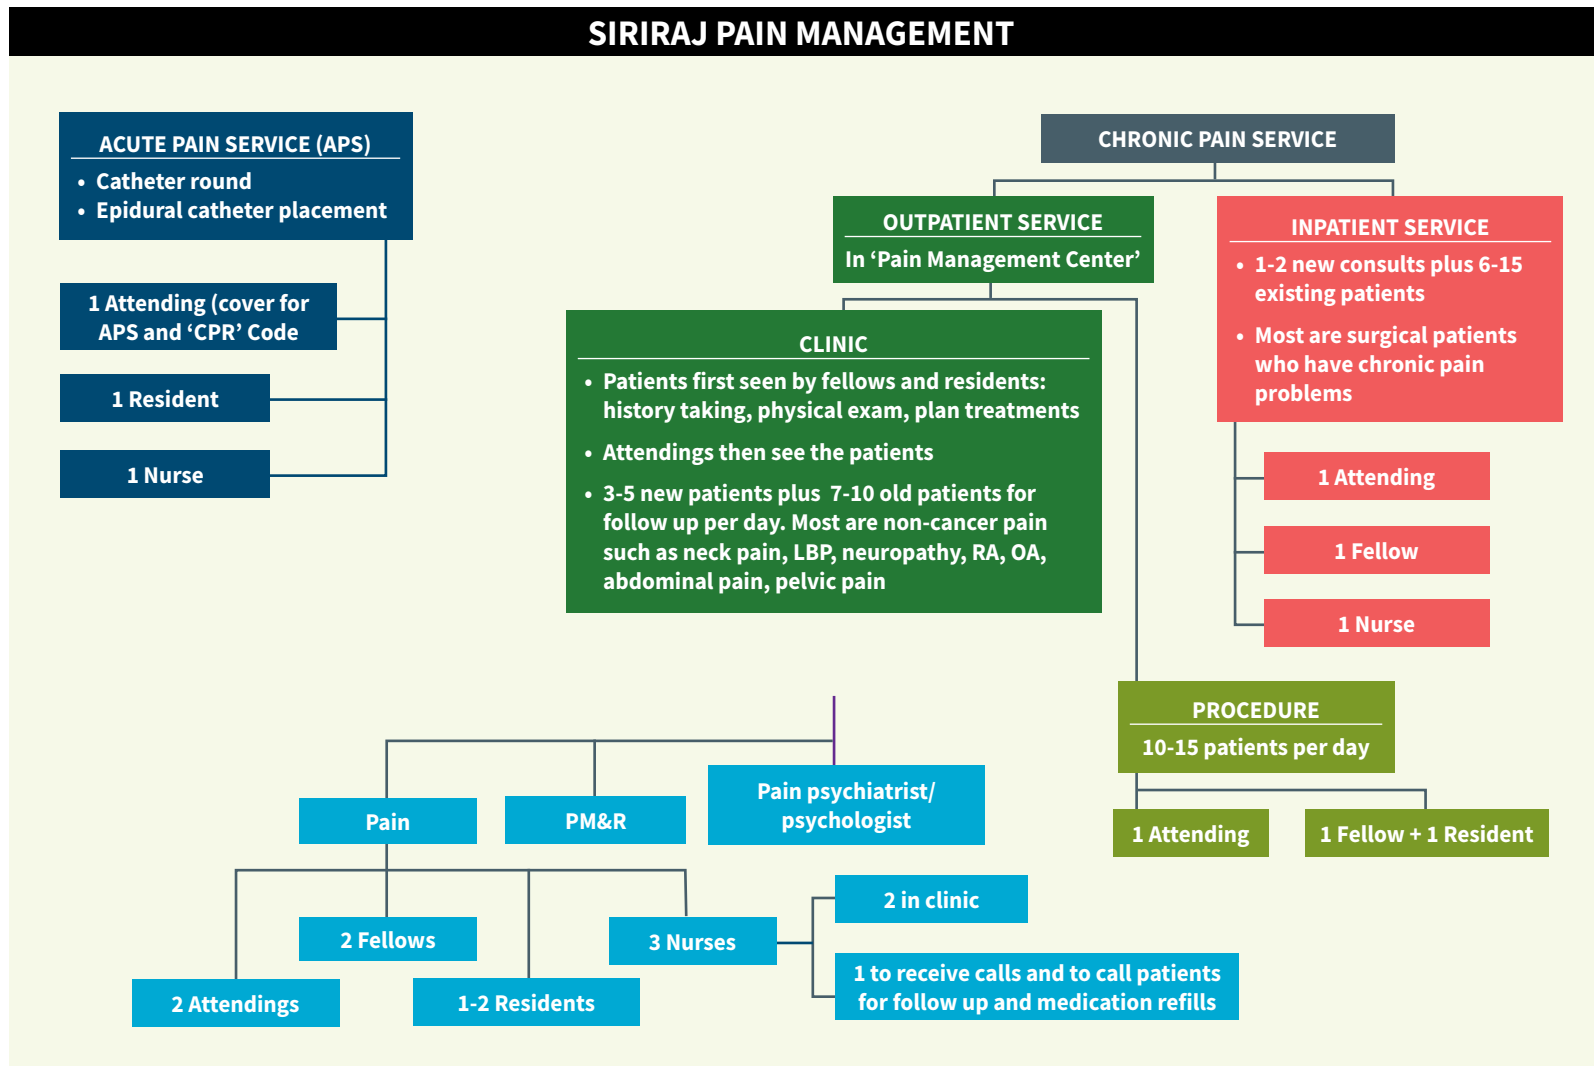 SIRIRAJ PAIN MANAGEMENT
ACUTE PAIN SERVICE (APS)
• Catheter round
• Epidural catheter placement
1 Attending (cover for
APS and ‘CPR’ Code
1 Resident
1 Nurse
CHRONIC PAIN SERVICE
OUTPATIENT SERVICE
In ‘Pain Management Center’
CLINIC
• Patients first seen by fellows and residents:
history taking, physical exam, plan treatments
• Attendings then see the patients
• 3-5 new patients plus 7-10 old patients for
follow up per day. Most are non-cancer pain
such as neck pain, LBP, neuropathy, RA, OA,
abdominal pain, pelvic pain
INPATIENT SERVICE
• 1-2 new consults plus 6-15
existing patients
• Most are surgical patients
who have chronic pain
problems
1 Attending
1 Fellow
1 Nurse
PROCEDURE
10-15 patients per day
1 Attending
1 Fellow + 1 Resident
Pain
PM&R
Pain psychiatrist/
psychologist
2 Attendings
2 Fellows
1-2 Residents
3 Nurses
2 in clinic
1 to receive calls and to call patients
for follow up and medication refills